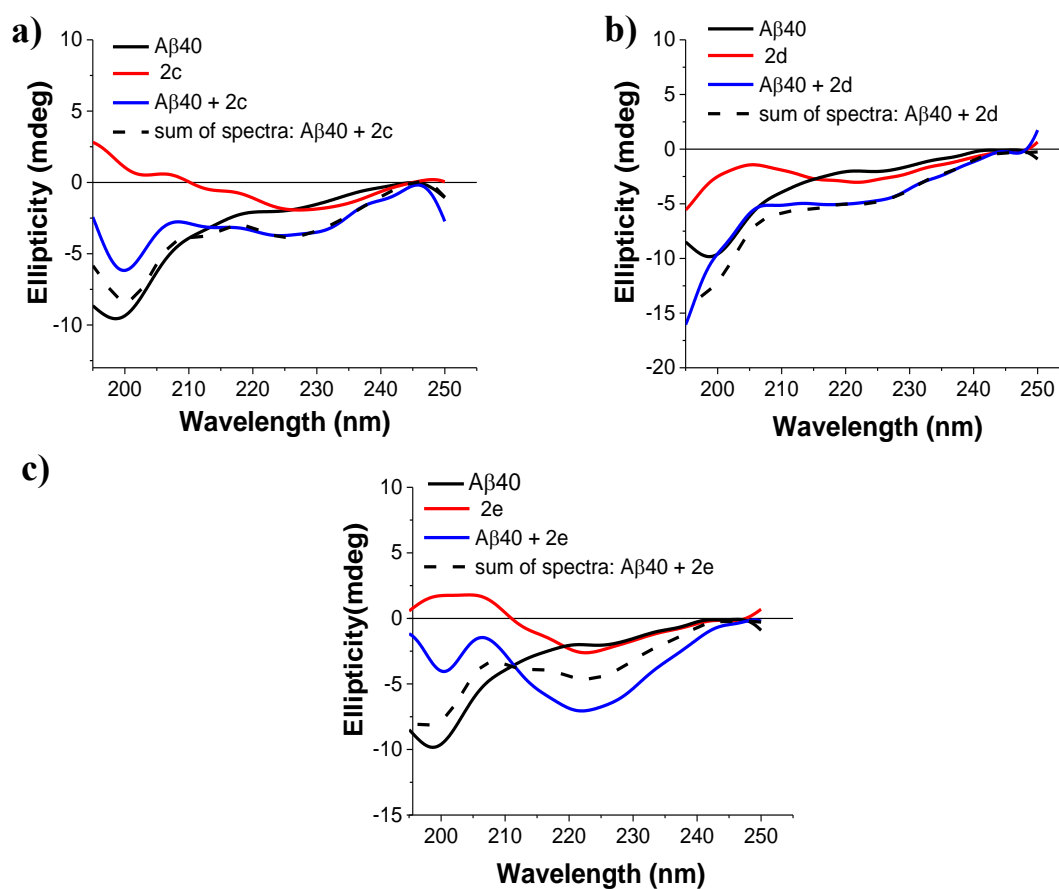 a)
Aβ40
2c
Aβ40 + 2c
sum of spectra: Aβ40 + 2c
Ellipticity (mdeg)
10
5
0
-5
-10
200 210 220 230 240 250
Wavelength (nm)
b)
Aβ40
2d
Aβ40 + 2d
sum of spectra: Aβ40 + 2d
Ellipticity (mdeg)
10
5
0
-5
-10
-15
-20
200 210 220 230 240 250
Wavelength (nm)
c)
Aβ40
2e
Aβ40 + 2e
sum of spectra: Aβ40 + 2e
Ellipticity(mdeg)
10
5
0
-5
-10
-15
200 210 220 230 240 250
Wavelength (nm)